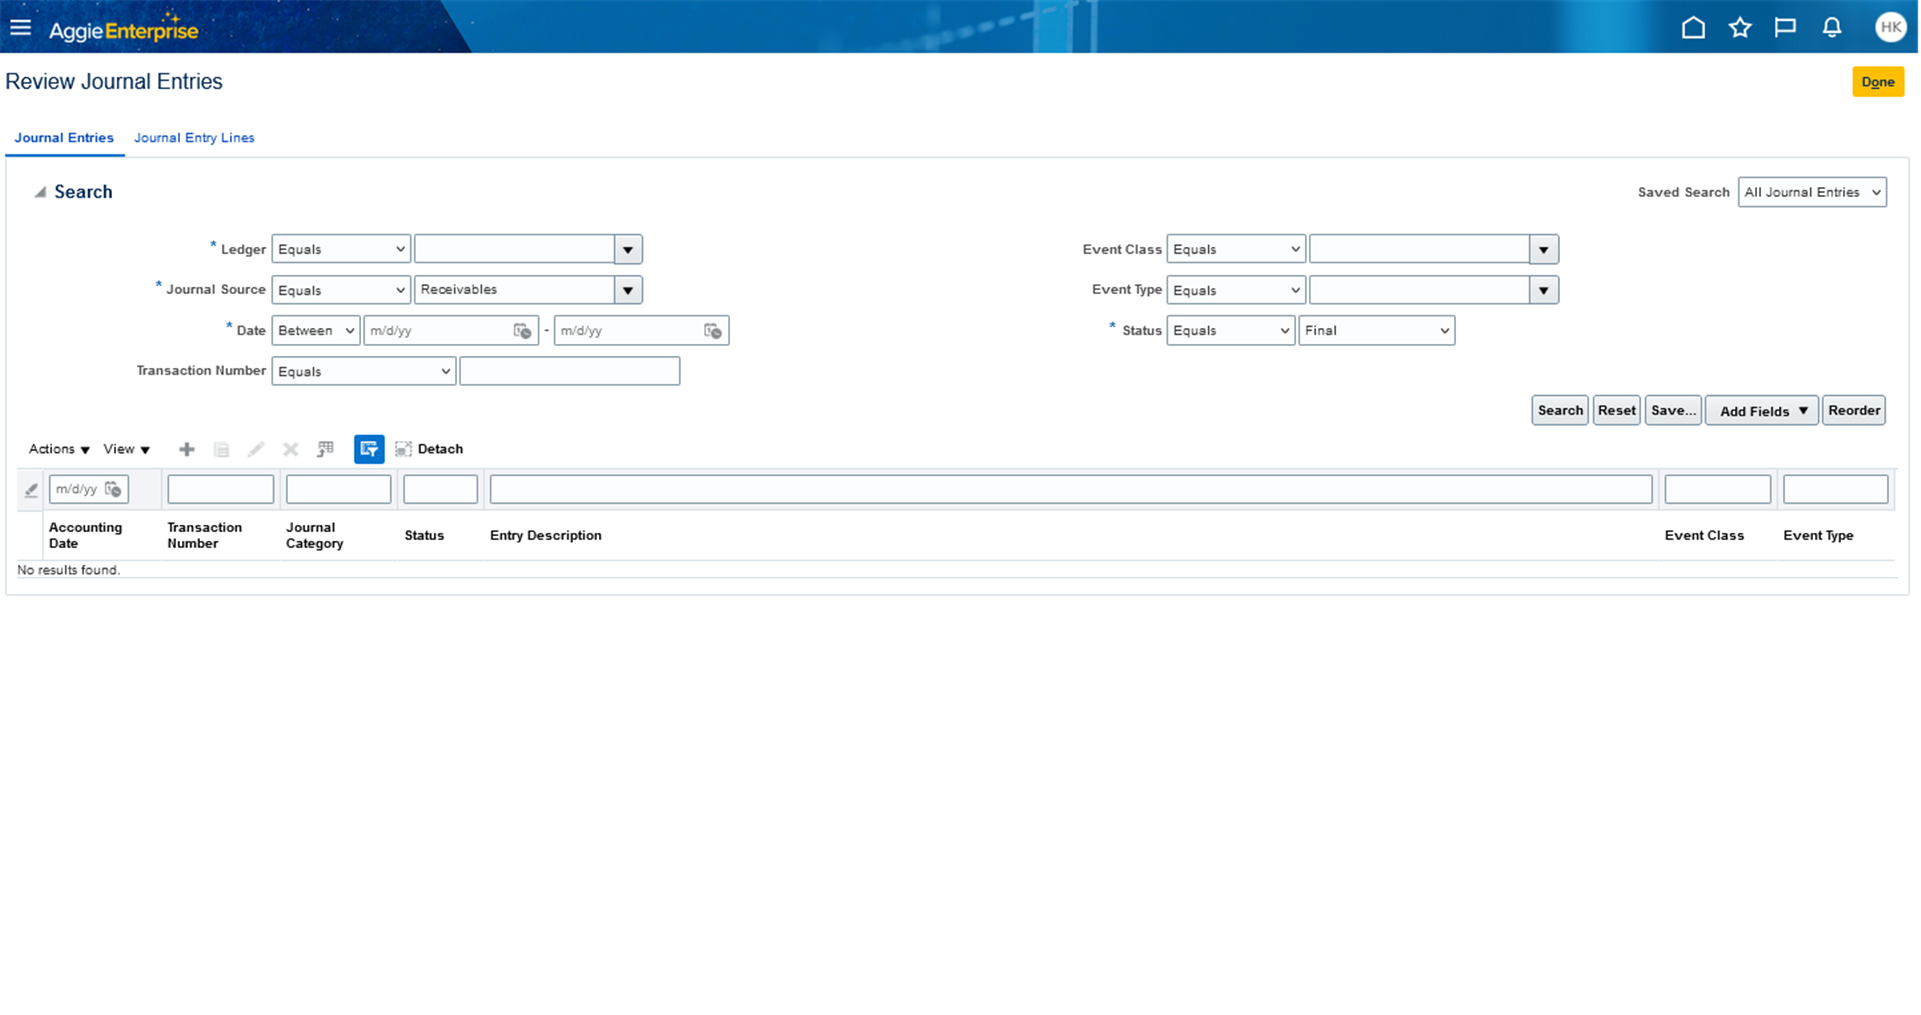 AggieEnterprise
HK
Review Journal Entries
Done
Journal Entries Journal Entry Lines
Search
Saved Search All Journal Entries
* Ledger Equals
Event Class Equals
* Journal Source Equals Receivables
Event Type Equals
* Date Between m/d/yy - m/d/yy
* Status Equals Final
Transaction Number Equals
Search Reset Save... Add Fields Reorder
Actions View Detach
m/d/yy
Accounting Date
Transaction Number
Journal Category
Status
Entry Description
Event Class
Event Type
No results found.